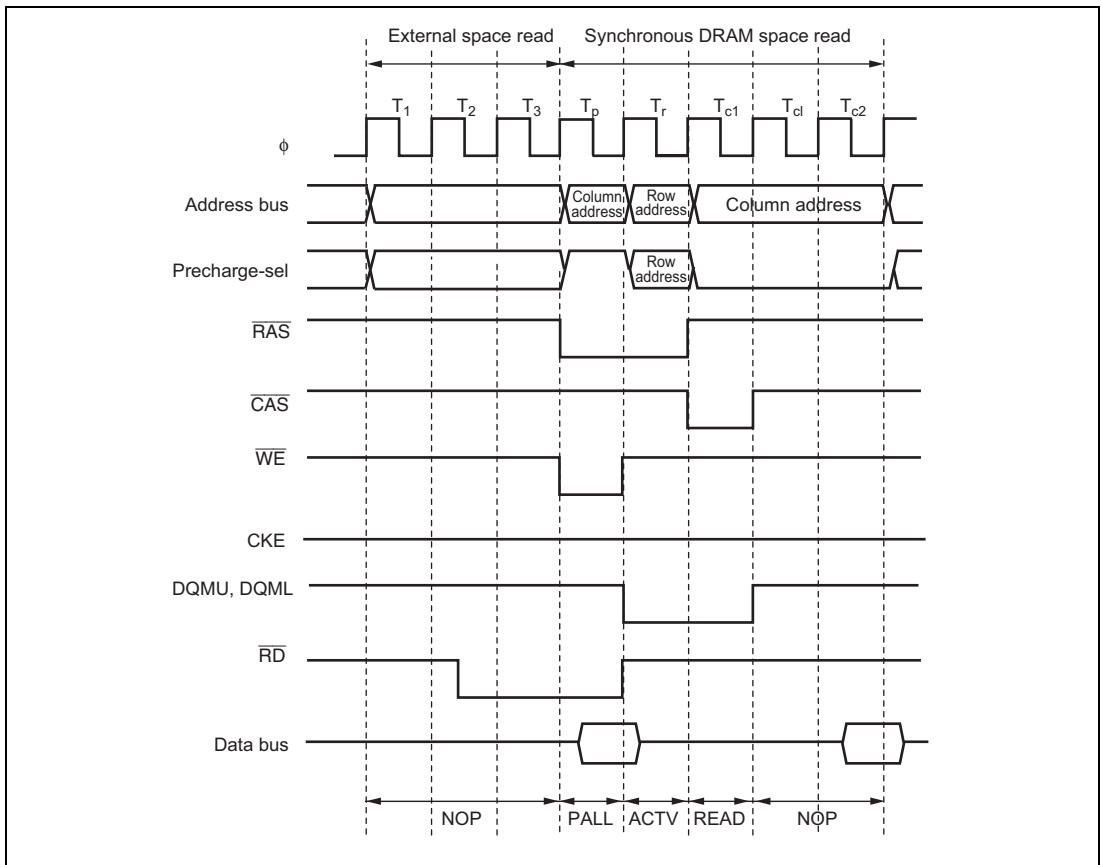 External space read Synchronous DRAM space read
T1 T2 T3 Tp Tr Tc1 Tcl Tc2
ϕ
Address bus
Column address
Row address
Column address
Precharge-sel
Row address
RAS
CAS
WE
CKE
DQMU, DQML
RD
Data bus
NOP PALL ACTV READ NOP